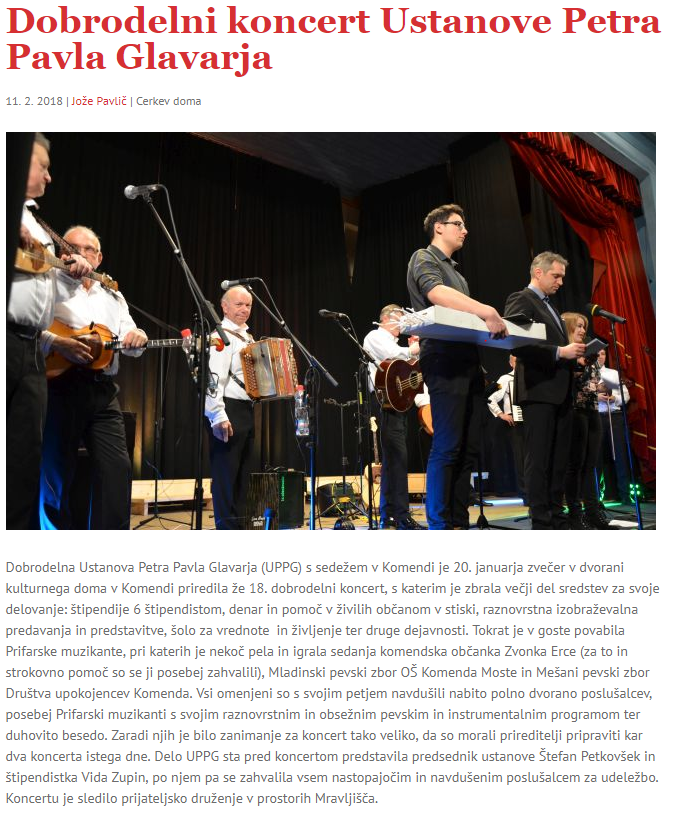 Dobrodelni koncert Ustanove Petra
Pavla Glavarja
11. 2. 2018 | Jože Pavlič | Cerkev doma
Dobrodelna Ustanova Petra Pavla Glavarja (UPPG) s sedežem v Komendi je 20. januarja zvečer v dvorani
kulturnega doma v Komendi priredila že 18. dobrodelni koncert, s katerim je zbrala večji del sredstev za svoje
delovanje: štipendije 6 štipendistom, denar in pomoč v živilih občanom v stiski, raznovrstna izobraževalna
predavanja in predstavitve, šolo za vrednote  in življenje ter druge dejavnosti. Tokrat je v goste povabila
Prifarske muzikante, pri katerih je nekoč pela in igrala sedanja komendska občanka Zvonka Erce (za to in
strokovno pomoč so se ji posebej zahvalili), Mladinski pevski zbor OŠ Komenda Moste in Mešani pevski zbor
Društva upokojencev Komenda. Vsi omenjeni so s svojim petjem navdušili nabito polno dvorano poslušalcev,
posebej Prifarski muzikanti s svojim raznovrstnim in obsežnim pevskim in instrumentalnim programom ter
duhovito besedo. Zaradi njih je bilo zanimanje za koncert tako veliko, da so morali prireditelji pripraviti kar
dva koncerta istega dne. Delo UPPG sta pred koncertom predstavila predsednik ustanove Štefan Petkovšek in
štipendistka Vida Zupin, po njem pa se zahvalila vsem nastopajočim in navdušenim poslušalcem za udeležbo.
Koncertu je sledilo prijateljsko druženje v prostorih Mravljišča.